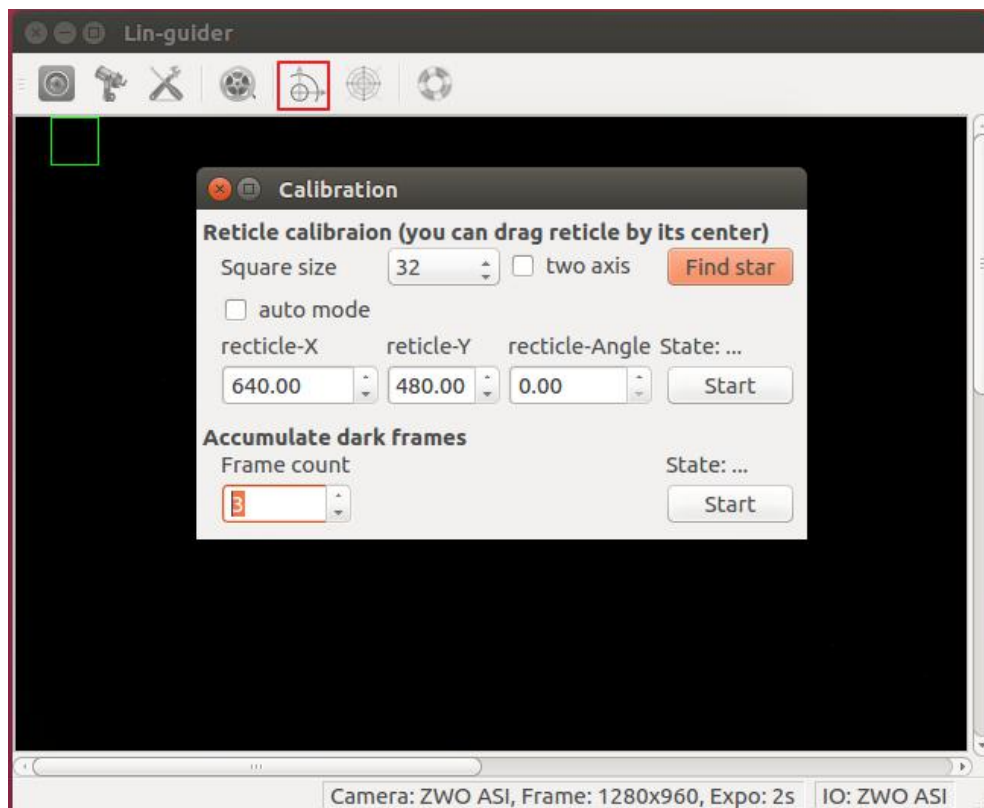 Lin-guider
Calibration
Reticle calibraion (you can drag reticle by its center)
Square size 32 two axis Find star
auto mode
recticle-X reticle-Y recticle-Angle State: ...
640.00 480.00 0.00 Start
Accumulate dark frames
Frame count State: ...
3 Start
Camera: ZWO ASI, Frame: 1280x960, Expo: 2s IO: ZWO ASI